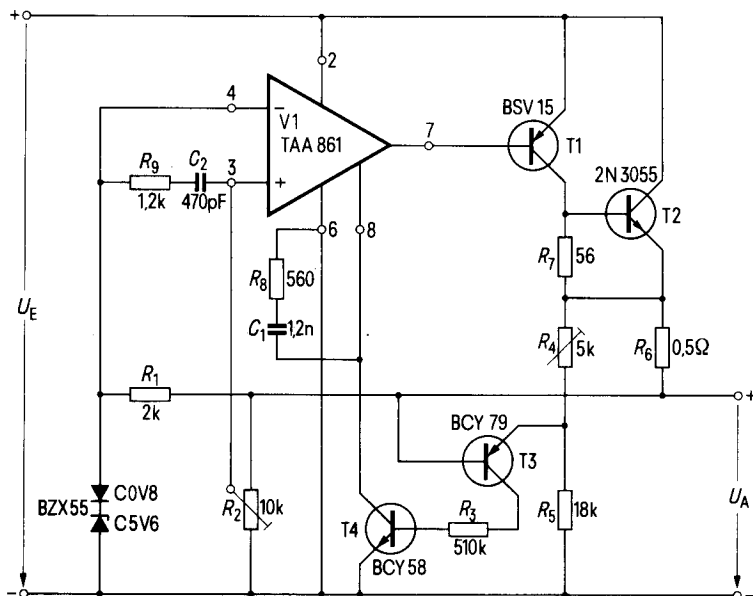 +
2
4
−
V1
TAA 861
7
BSV 15
T1
R9
1,2k
C2
470pF
3
+
2N 3055
T2
6
8
R7
56
R8
560
UE
C1
1,2n
R4
5k
R6
0,5Ω
R1
2k
+
BCY 79
T3
BZX55
C0V8
C5V6
R2
10k
T4
R3
510k
R5
18k
UA
BCY 58
−
−